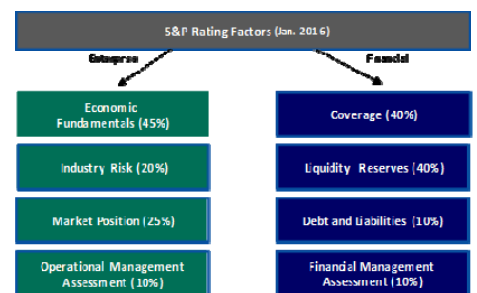 S&P Rating Factors (Jan. 2016)
Enterprise
Financial
Economic
Fundamentals (45%)
Coverage (40%)
Industry Risk (20%)
Liquidity Reserves (40%)
Market Position (25%)
Debt and Liabilities (10%)
Operational Management
Assessment (10%)
Financial Management
Assessment (10%)